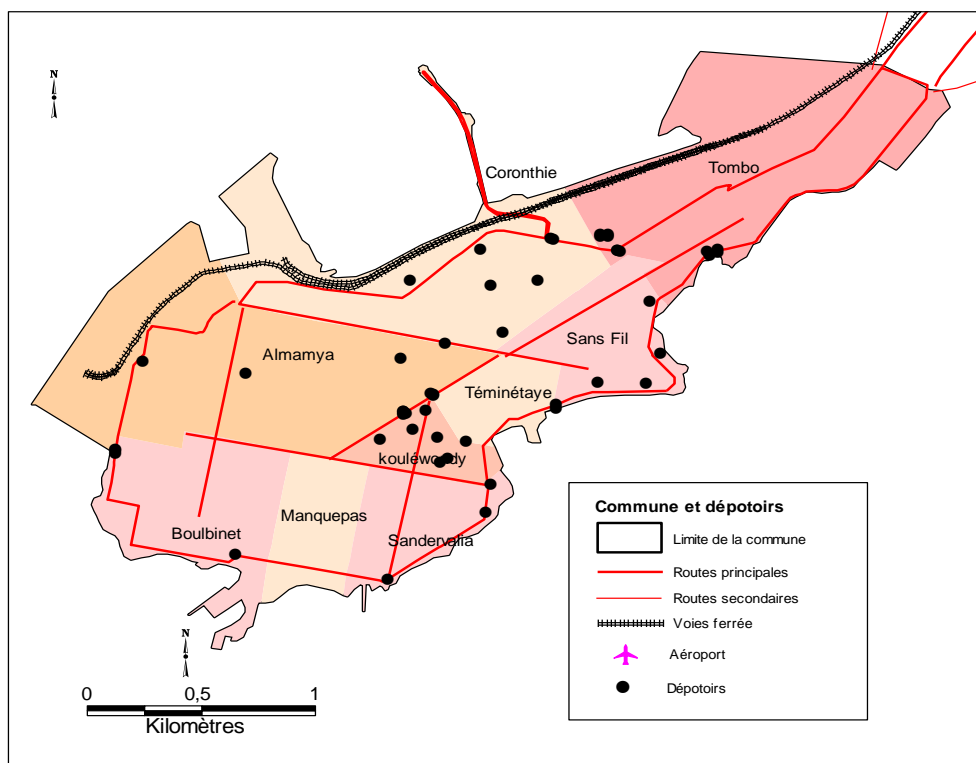 N
Coronthie
Tombo
Sans Fil
Almamya
Téminétaye
kouléwondy
Manquepas
Boulbinet
Sandervalia
N
0 0,5 1
Kilomètres
Commune et dépotoirs
Limite de la commune
Routes principales
Routes secondaires
Voies ferrée
Aéroport
Dépotoirs